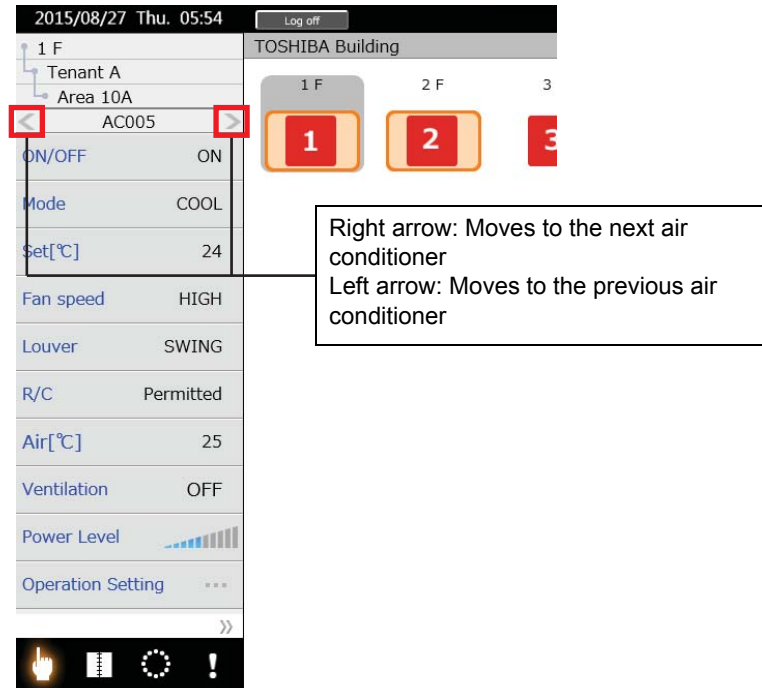 2015/08/27 Thu. 05:54
Log off
1 F
Tenant A
Area 10A
AC005
ON/OFF ON
Mode COOL
Set[℃] 24
Fan speed HIGH
Louver SWING
R/C Permitted
Air[℃] 25
Ventilation OFF
Power Level
Operation Setting ...
TOSHIBA Building
1 F 2 F 3
1 2 3
Right arrow: Moves to the next air
conditioner
Left arrow: Moves to the previous air
conditioner